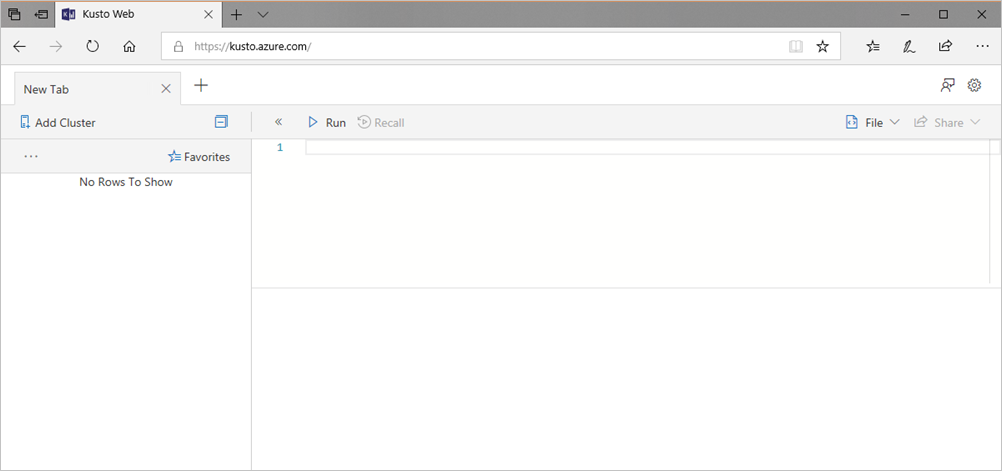 Kusto Web
https://kusto.azure.com/
New Tab
Add Cluster
Run
Recall
File
Share
Favorites
1
No Rows To Show